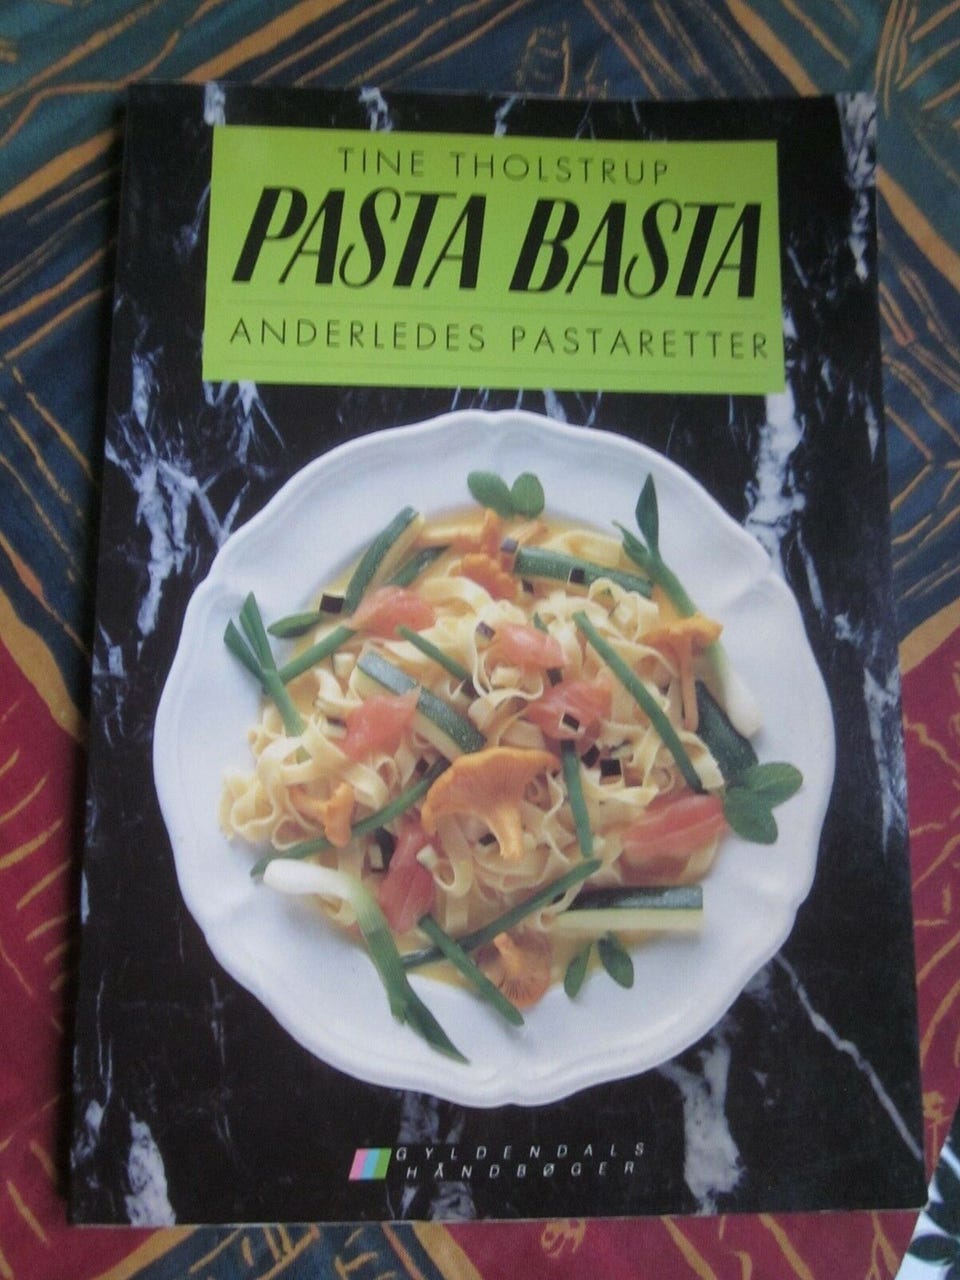 TINE THOLSTRUP
PASTA BASTA
ANDERLEDES PASTARETTER
GYLDENDALS
HÅNDBØGER